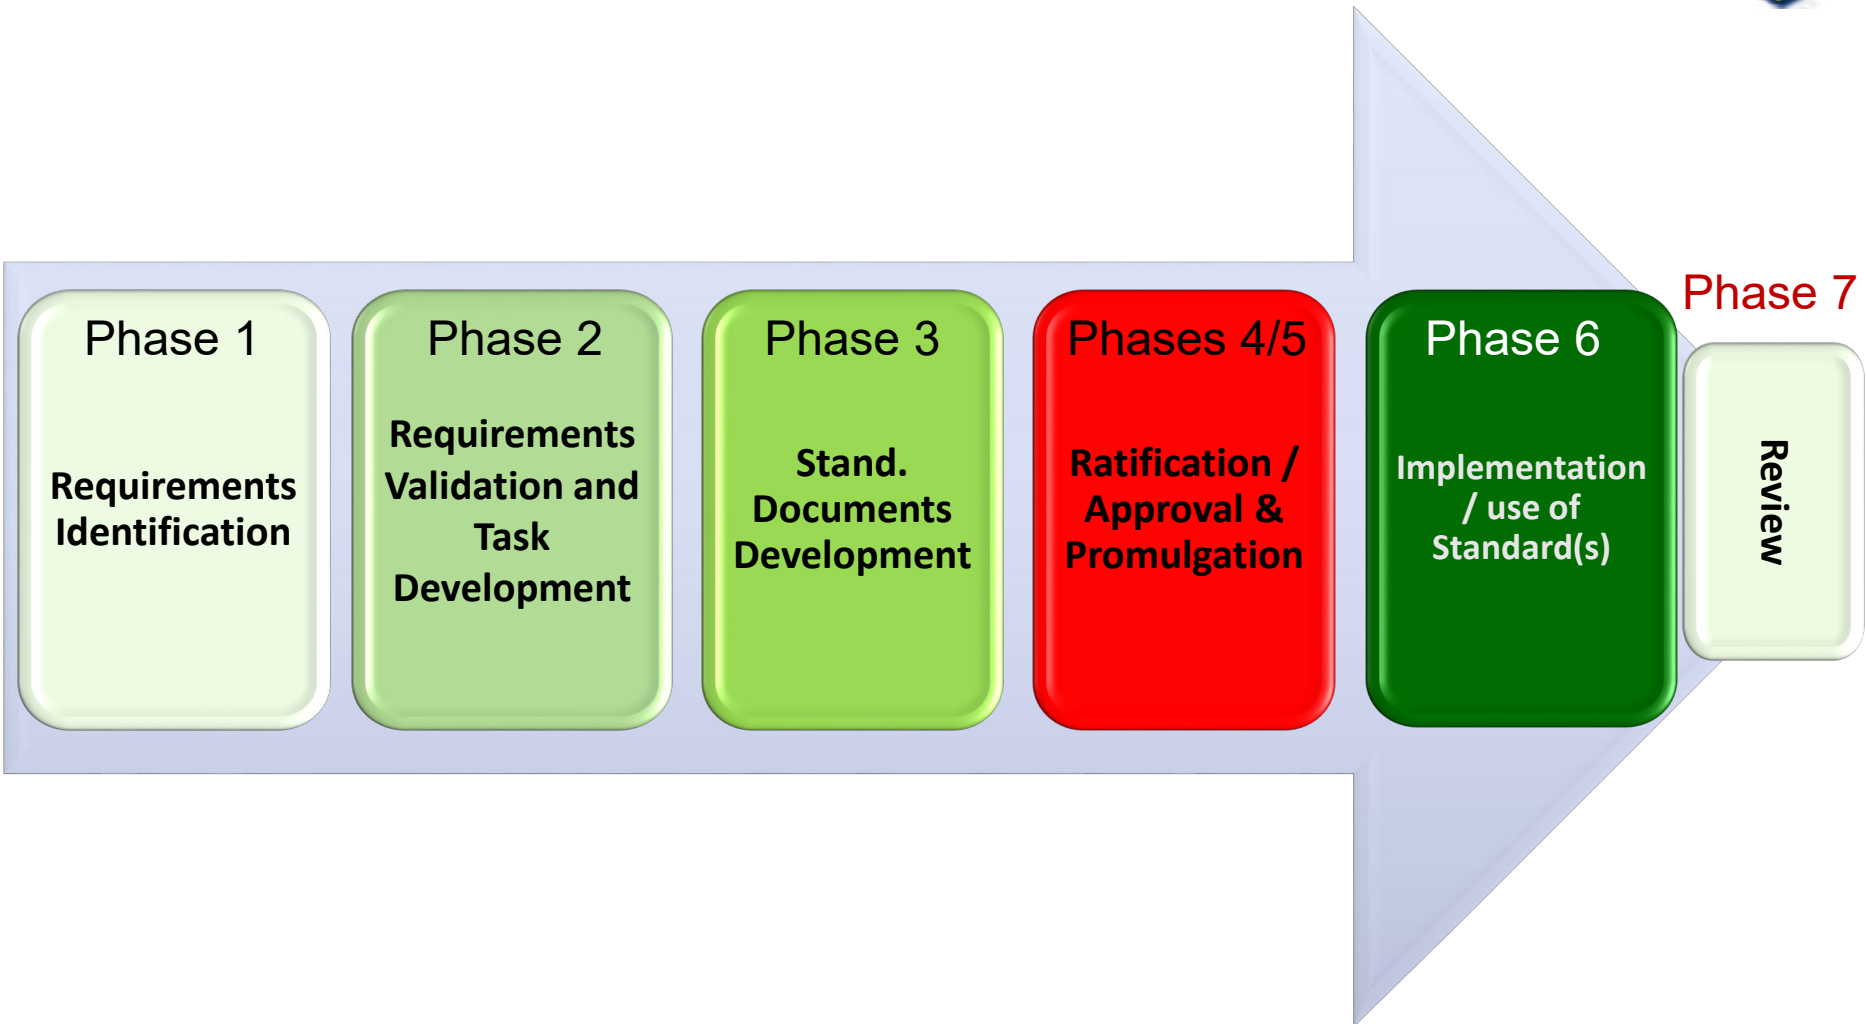 Phase 1
Requirements
Identification
Phase 2
Requirements
Validation and
Task
Development
Phase 3
Stand.
Documents
Development
Phases 4/5
Ratification /
Approval &
Promulgation
Phase 6
Implementation
/ use of
Standard(s)
Phase 7
Review